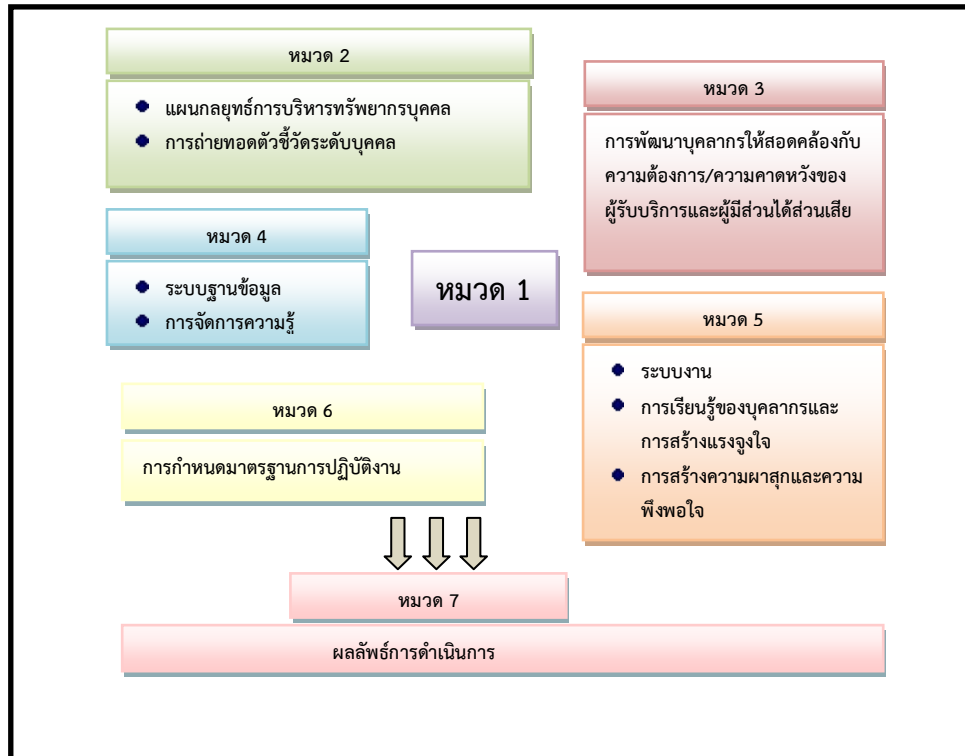 หมวด 2
● แผนกลยุทธ์การบริหารทรัพยากรบุคคล
● การถ่ายทอดตัวชี้วัดระดับบุคคล
หมวด 3
การพัฒนาบุคลากรให้สอดคล้องกับ
ความต้องการ/ความคาดหวังของ
ผู้รับบริการและผู้มีส่วนได้ส่วนเสีย
หมวด 4
● ระบบฐานข้อมูล
● การจัดการความรู้
หมวด 1
หมวด 5
● ระบบงาน
● การเรียนรู้ของบุคลากรและ
การสร้างแรงจูงใจ
● การสร้างความผาสุกและความ
พึงพอใจ
หมวด 6
การกำหนดมาตรฐานการปฏิบัติงาน
หมวด 7
ผลลัพธ์การดำเนินการ